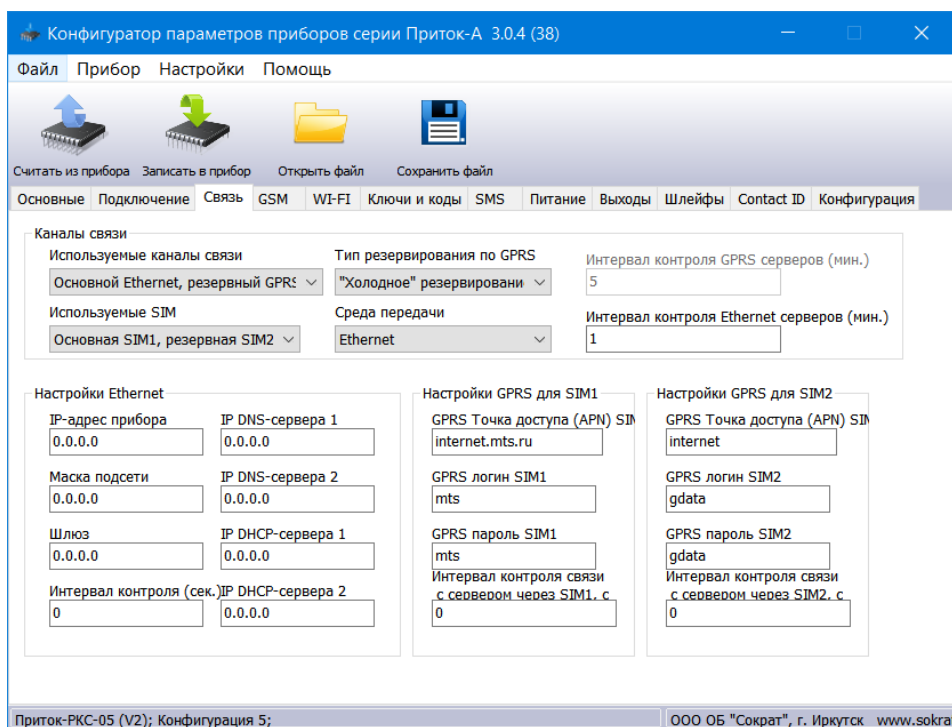 Конфигуратор параметров приборов серии Приток-А 3.0.4 (38)
Файл Прибор Настройки Помощь
Считать из прибора Записать в прибор Открыть файл Сохранить файл
Основные Подключение Связь GSM WI-FI Ключи и коды SMS Питание Выходы Шлейфы Contact ID Конфигурация
Каналы связи
Используемые каналы связи Тип резервирования по GPRS Интервал контроля GPRS серверов (мин.)
Основной Ethernet, резервный GPRS "Холодное" резервировани 5
Используемые SIM Среда передачи Интервал контроля Ethernet серверов (мин.)
Основная SIM1, резервная SIM2 Ethernet 1
Настройки Ethernet Настройки GPRS для SIM1 Настройки GPRS для SIM2
IP-адрес прибора IP DNS-сервера 1 GPRS Точка доступа (APN) SIM GPRS Точка доступа (APN) SIM
0.0.0.0 0.0.0.0 internet.mts.ru internet
Маска подсети IP DNS-сервера 2 GPRS логин SIM1 GPRS логин SIM2
0.0.0.0 0.0.0.0 mts gdata
Шлюз IP DHCP-сервера 1 GPRS пароль SIM1 GPRS пароль SIM2
0.0.0.0 0.0.0.0 mts gdata
Интервал контроля (сек.) IP DHCP-сервера 2 Интервал контроля связи Интервал контроля связи
с сервером через SIM1, с с сервером через SIM2, с
0 0.0.0.0 0 0
Приток-РКС-05 (V2); Конфигурация 5; ООО ОБ "Сократ", г. Иркутск www.sokra